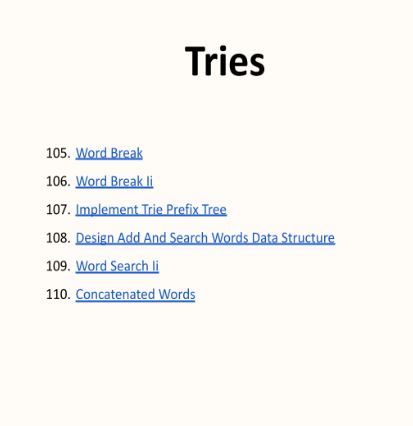 Tries
105. Word Break
106. Word Break Ii
107. Implement Trie Prefix Tree
108. Design Add And Search Words Data Structure
109. Word Search Ii
110. Concatenated Words